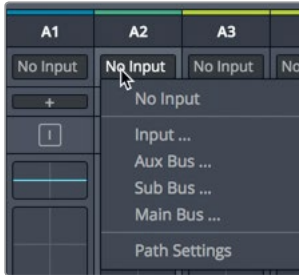 A1 A2 A3
No Input No Input No Input No
+
I
No Input
Input ...
Aux Bus ...
Sub Bus ...
Main Bus ...
Path Settings